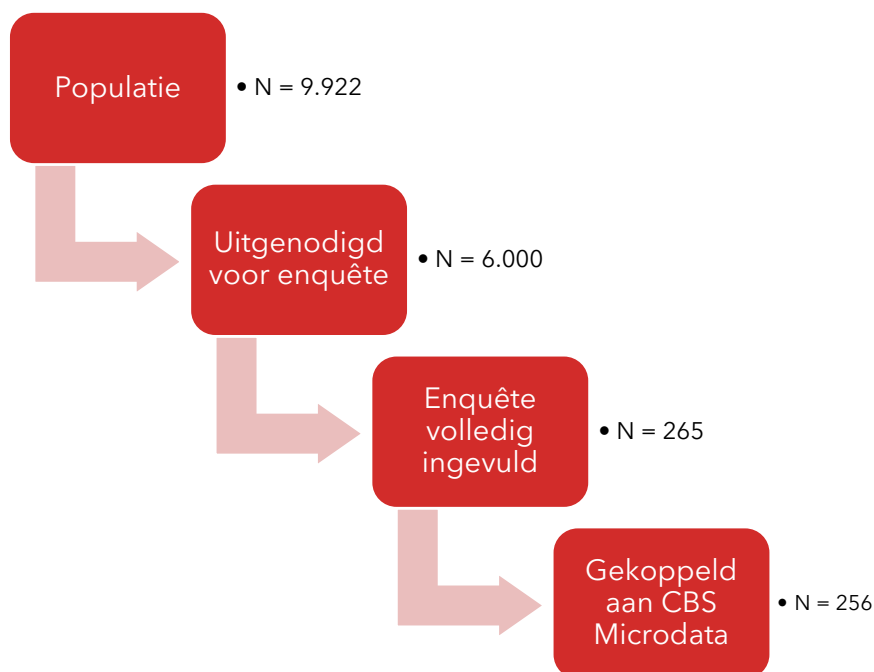 Populatie
• N = 9.922
Uitgenodigd
voor enquête
• N = 6.000
Enquête
volledig
ingevuld
• N = 265
Gekoppeld
aan CBS
Microdata
• N = 256